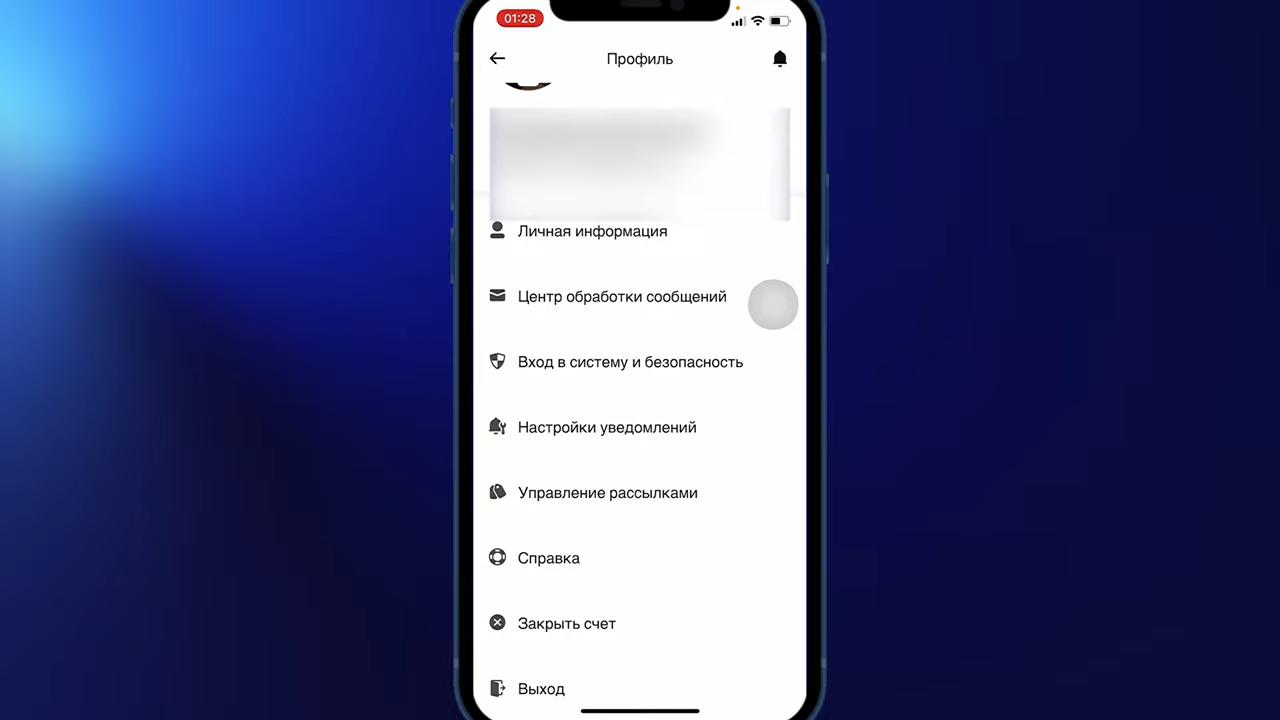 01:28
Профиль
Личная информация
Центр обработки сообщений
Вход в систему и безопасность
Настройки уведомлений
Управление рассылками
Справка
Закрыть счет
Выход